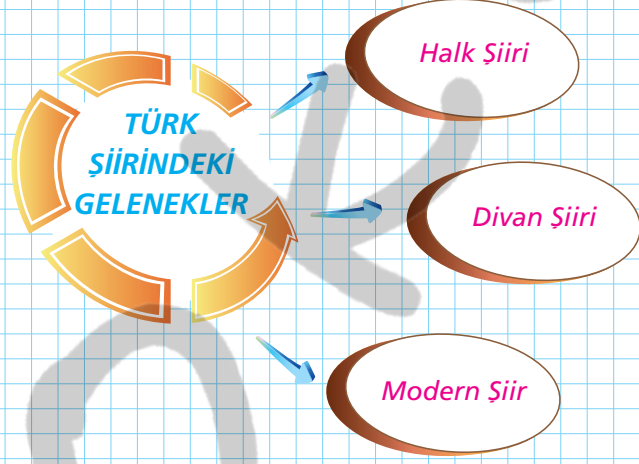 TÜRK
ŞİİRİNDEKİ
GELENEKLER
Halk Şiiri
Divan Şiiri
Modern Şiir